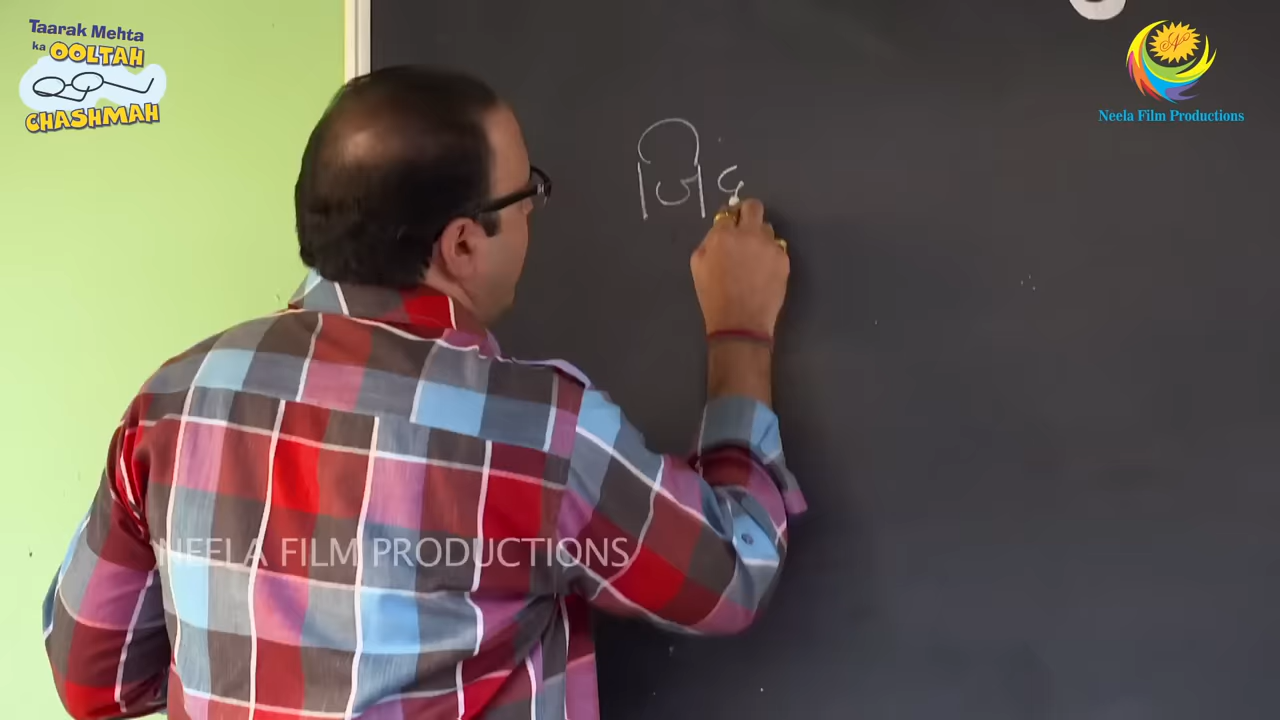 Taarak Mehta
ka OOLTAH
CHASHMAH
Neela Film Productions
जिद
NEELA FILM PRODUCTIONS